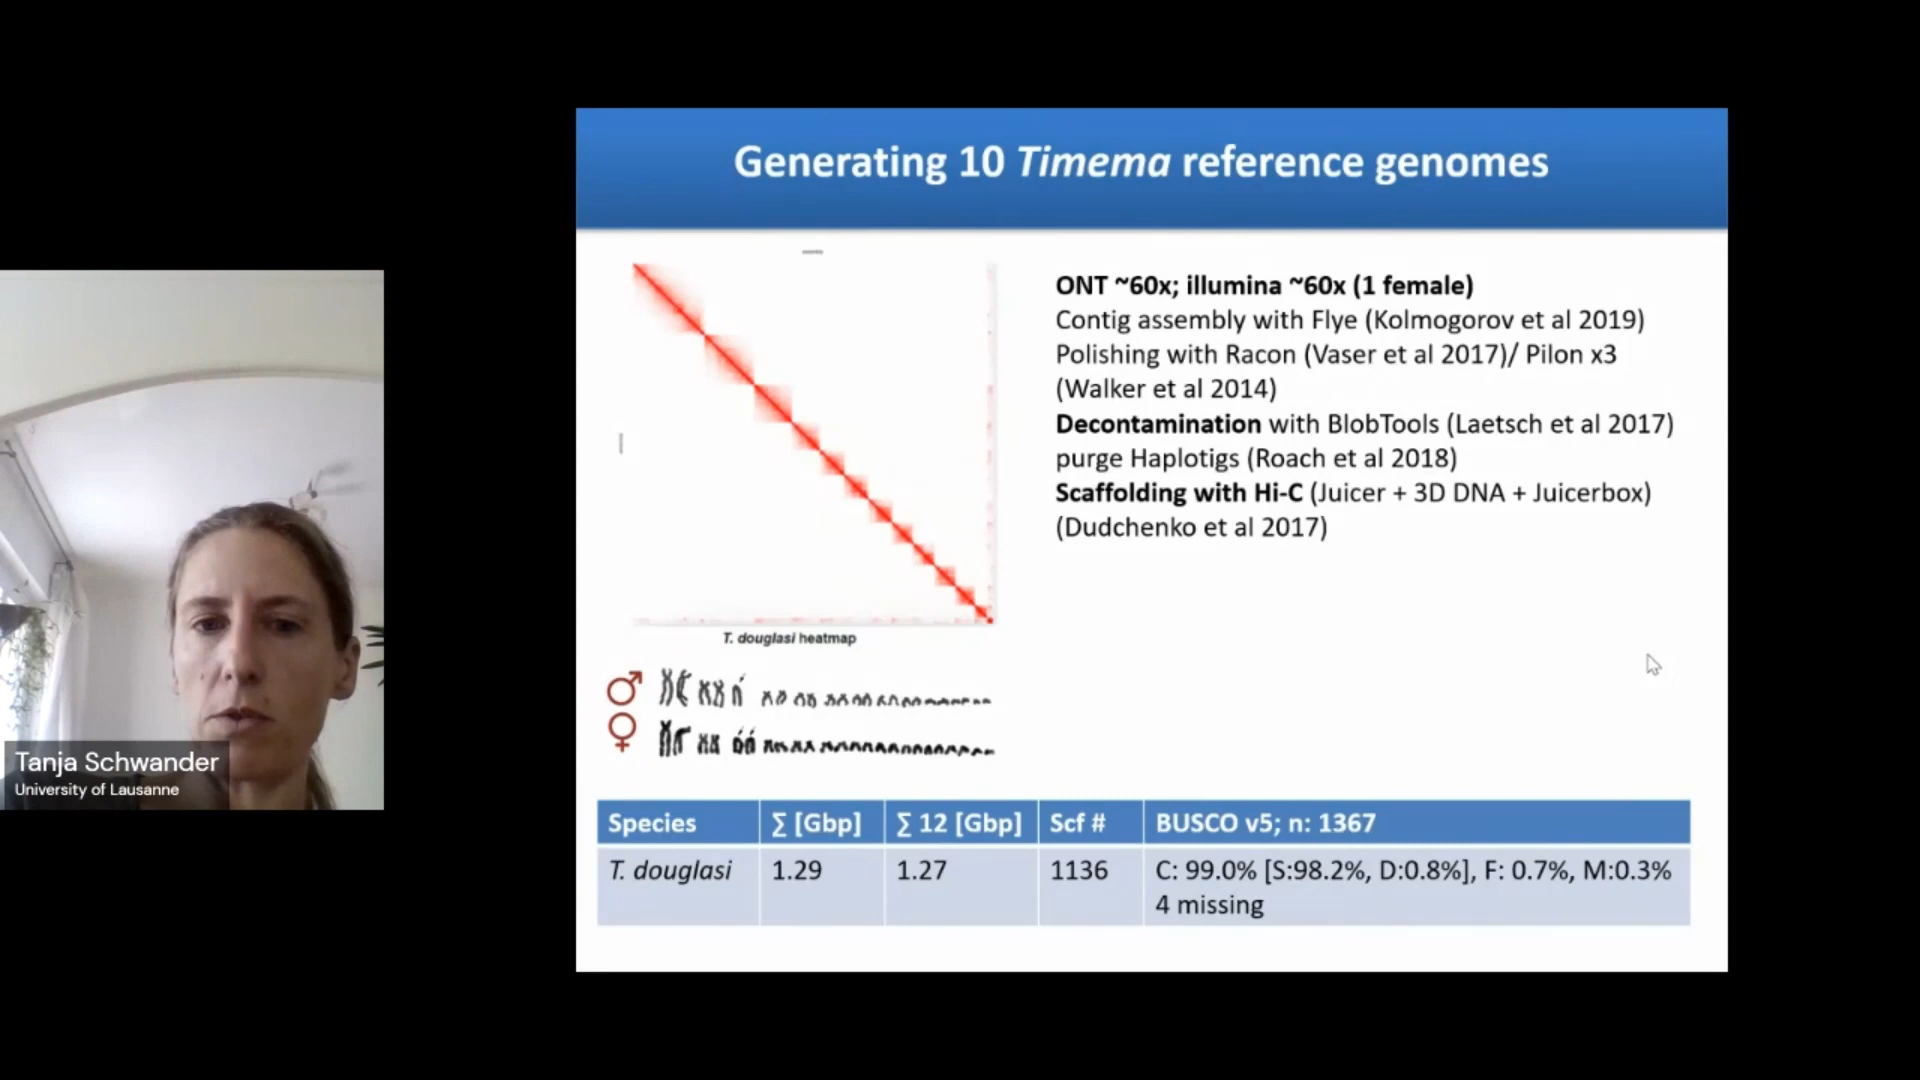 Generating 10 Timema reference genomes
ONT ~60x; illumina ~60x (1 female)
Contig assembly with Flye (Kolmogorov et al 2019)
Polishing with Racon (Vaser et al 2017)/ Pilon x3
(Walker et al 2014)
Decontamination with BlobTools (Laetsch et al 2017)
purge Haplotigs (Roach et al 2018)
Scaffolding with Hi-C (Juicer + 3D DNA + Juicerbox)
(Dudchenko et al 2017)
T. douglasi heatmap
♂
♀
Tanja Schwander
University of Lausanne
Species ∑ [Gbp] ∑ 12 [Gbp] Scf # BUSCO v5; n: 1367
T. douglasi 1.29 1.27 1136 C: 99.0% [S:98.2%, D:0.8%], F: 0.7%, M:0.3%
4 missing